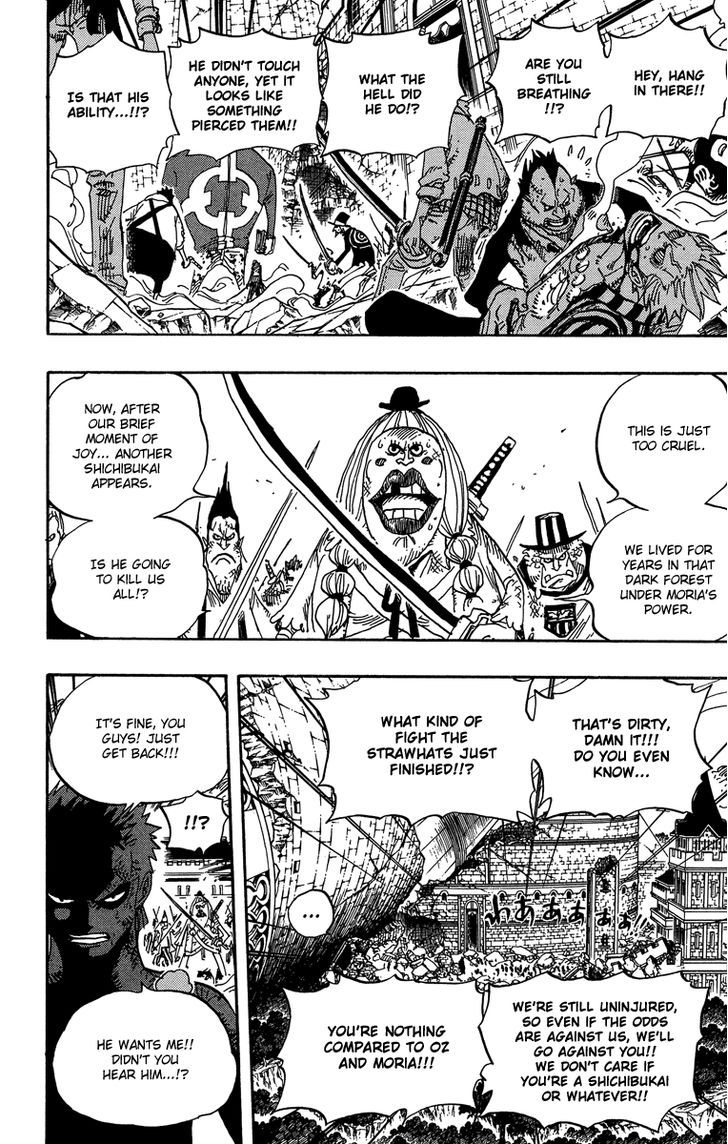 HEY, HANG
IN THERE!!
ARE YOU
STILL
BREATHING
!!?
WHAT THE
HELL DID
HE DO!?
HE DIDN'T TOUCH
ANYONE, YET IT
LOOKS LIKE
SOMETHING
PIERCED THEM!!
IS THAT HIS
ABILITY...!!?
THIS IS JUST
TOO CRUEL.
WE LIVED FOR
YEARS IN THAT
DARK FOREST
UNDER MORIA'S
POWER.
NOW, AFTER
OUR BRIEF
MOMENT OF
JOY... ANOTHER
SHICHIBUKAI
APPEARS.
IS HE GOING
TO KILL US
ALL!?
THAT'S DIRTY,
DAMN IT!!!
DO YOU EVEN
KNOW...
WHAT KIND OF
FIGHT THE
STRAWHATS JUST
FINISHED!!?
わあああああ
...
WE'RE STILL UNINJURED,
SO EVEN IF THE ODDS
ARE AGAINST US, WE'LL
GO AGAINST YOU!!
WE DON'T CARE IF
YOU'RE A SHICHIBUKAI
OR WHATEVER!!
YOU'RE NOTHING
COMPARED TO OZ
AND MORIA!!!
IT'S FINE, YOU
GUYS! JUST
GET BACK!!!
!!?
HE WANTS ME!!
DIDN'T YOU
HEAR HIM...!?